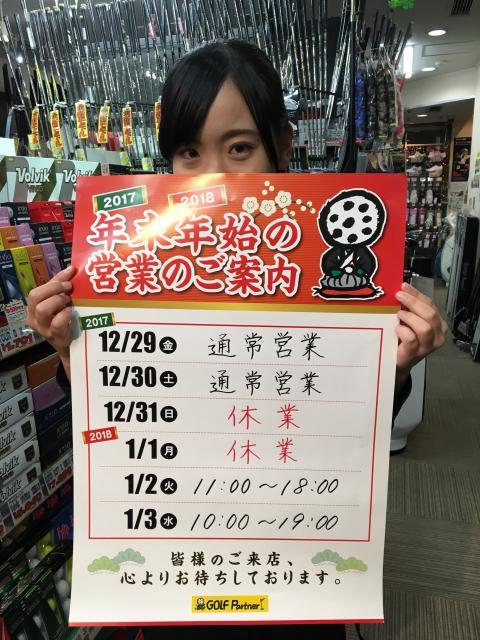 2017 2018
年末年始の
営業のご案内
2017
12/29 金 通常営業
12/30 土 通常営業
12/31 日 休業
2018
1/1 月 休業
1/2 火 11:00～18:00
1/3 水 10:00～19:00
皆様のご来店、
心よりお待ちしております。
GOLF Partner
Volvik
Volvik